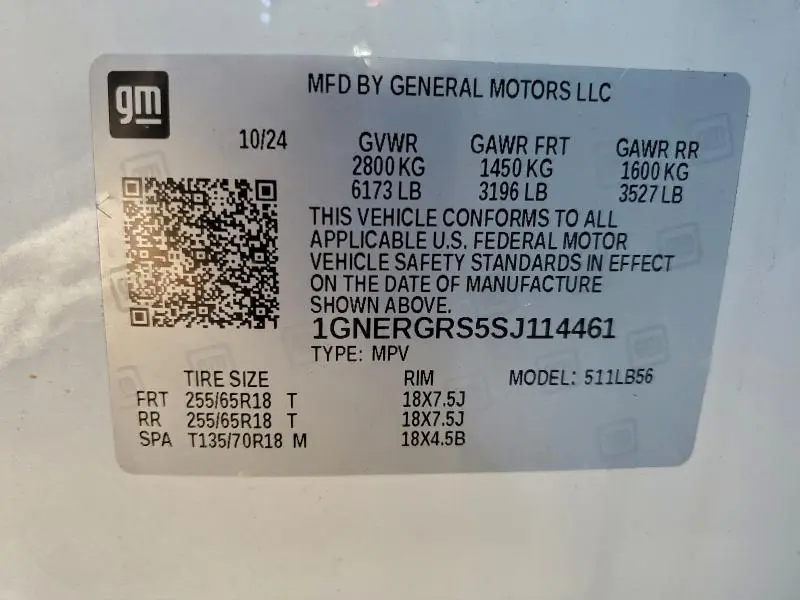 gm
MFD BY GENERAL MOTORS LLC
10/24 GVWR GAWR FRT GAWR RR
2800 KG 1450 KG 1600 KG
6173 LB 3196 LB 3527 LB
THIS VEHICLE CONFORMS TO ALL
APPLICABLE U.S. FEDERAL MOTOR
VEHICLE SAFETY STANDARDS IN EFFECT
ON THE DATE OF MANUFACTURE
SHOWN ABOVE.
1GNERGRS5SJ114461
TYPE: MPV
TIRE SIZE RIM MODEL: 511LB56
FRT 255/65R18 T 18X7.5J
RR 255/65R18 T 18X7.5J
SPA T135/70R18 M 18X4.5B